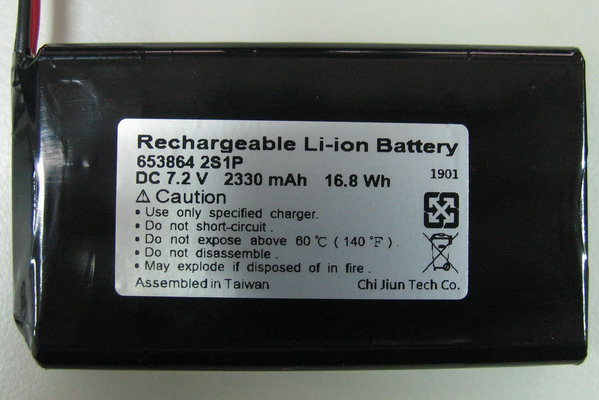 Rechargeable Li-ion Battery
653864 2S1P
DC 7.2 V 2330 mAh 16.8 Wh
1901
⚠ Caution
• Use only specified charger.
• Do not short-circuit .
• Do not expose above 60℃ ( 140 °F ) .
• Do not disassemble .
• May explode if disposed of in fire .
Assembled in Taiwan
Chi Jiun Tech Co.